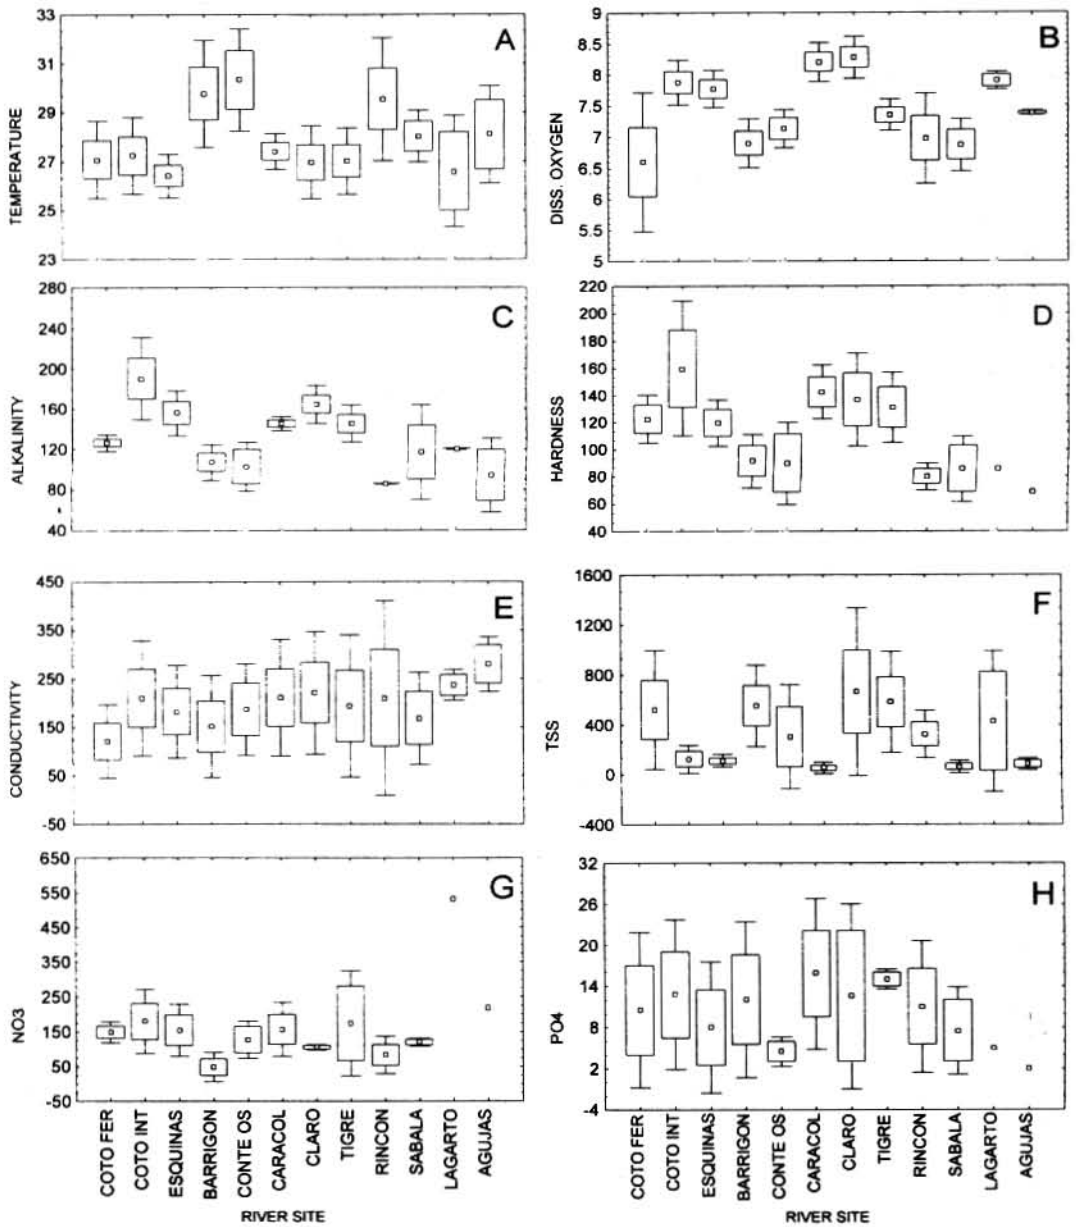 A
TEMPERATURE
33
31
29
27
25
23
B
DISS. OXYGEN
9
8.5
8
7.5
7
6.5
6
5.5
5
C
ALKALINITY
280
240
200
160
120
80
40
D
HARDNESS
220
200
180
160
140
120
100
80
60
40
E
CONDUCTIVITY
450
350
250
150
50
-50
F
TSS
1600
1200
800
400
0
-400
G
NO3
650
550
450
350
250
150
50
-50
H
PO4
32
26
20
14
8
2
-4
COTO FER
COTO INT
ESQUINAS
BARRIGON
CONTE OS
CARACOL
CLARO
TIGRE
RINCON
SABALA
LAGARTO
AGUJAS
RIVER SITE
COTO FER
COTO INT
ESQUINAS
BARRIGON
CONTE OS
CARACOL
CLARO
TIGRE
RINCON
SABALA
LAGARTO
AGUJAS
RIVER SITE